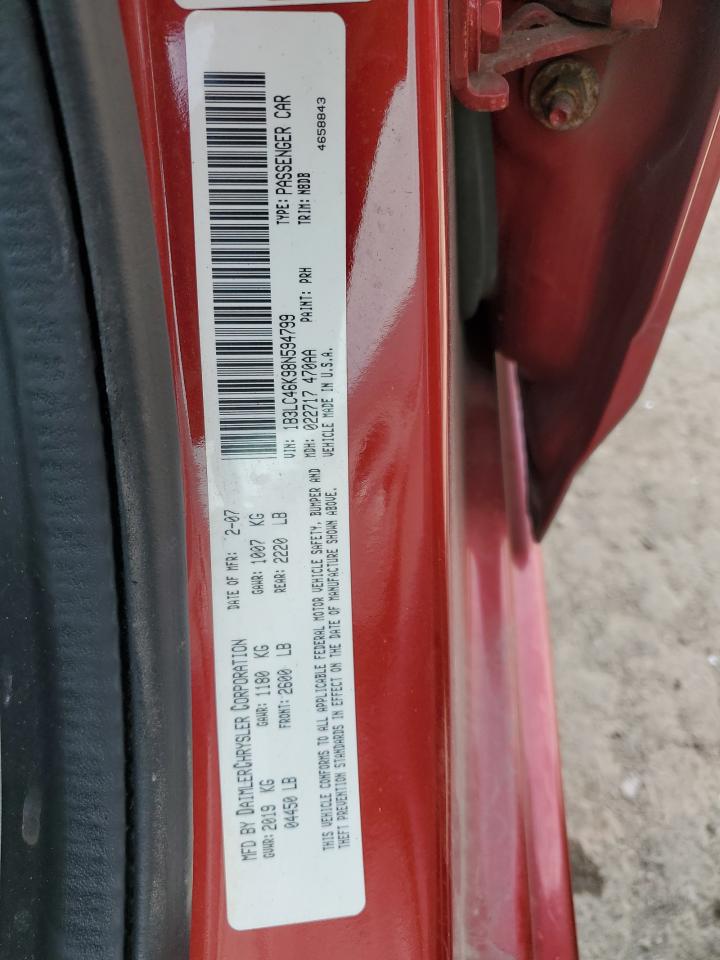 MFD BY DAIMLERCHRYSLER CORPORATION DATE OF MFR: 2-07
GVWR: 2019 KG GAWR: 1180 KG GAWR: 1007 KG
04450 LB FRONT: 2600 LB REAR: 2220 LB
THIS VEHICLE CONFORMS TO ALL APPLICABLE FEDERAL MOTOR VEHICLE SAFETY, BUMPER AND
THEFT PREVENTION STANDARDS IN EFFECT ON THE DATE OF MANUFACTURE SHOWN ABOVE.
VIN: 1B3LC46K98N594799 TYPE: PASSENGER CAR
MDH: 022717 470AA PAINT: PRH TRIM: N8DB
VEHICLE MADE IN U.S.A. 4658843